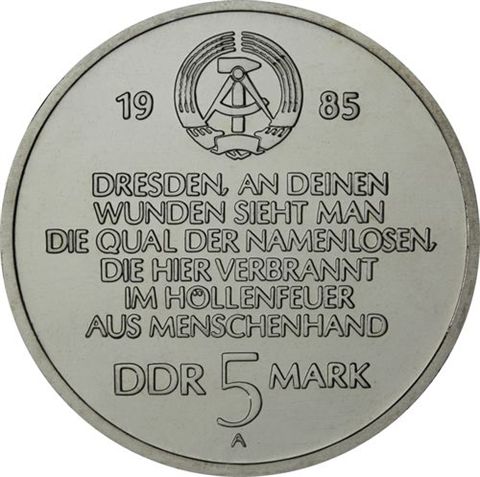 19 85
DRESDEN, AN DEINEN
WUNDEN SIEHT MAN
DIE QUAL DER NAMENLOSEN,
DIE HIER VERBRANNT
IM HÖLLENFEUER
AUS MENSCHENHAND
DDR 5 MARK
A